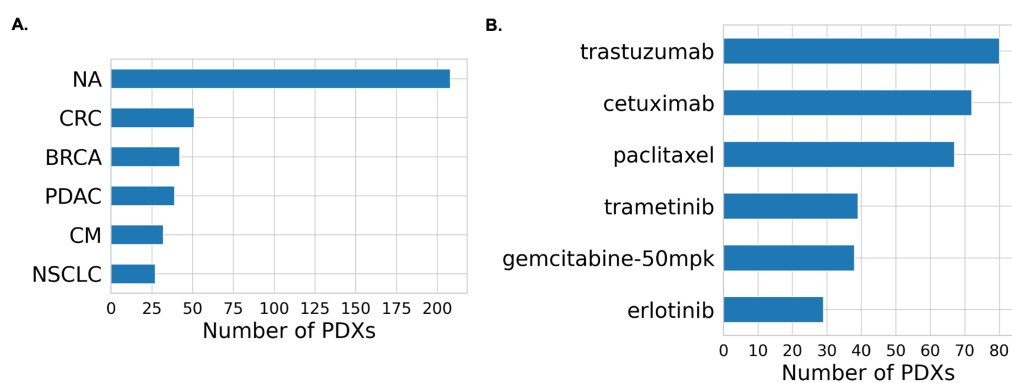 A.
NA
CRC
BRCA
PDAC
CM
NSCLC
0 25 50 75 100 125 150 175 200
Number of PDXs
B.
trastuzumab
cetuximab
paclitaxel
trametinib
gemcitabine-50mpk
erlotinib
0 10 20 30 40 50 60 70 80
Number of PDXs